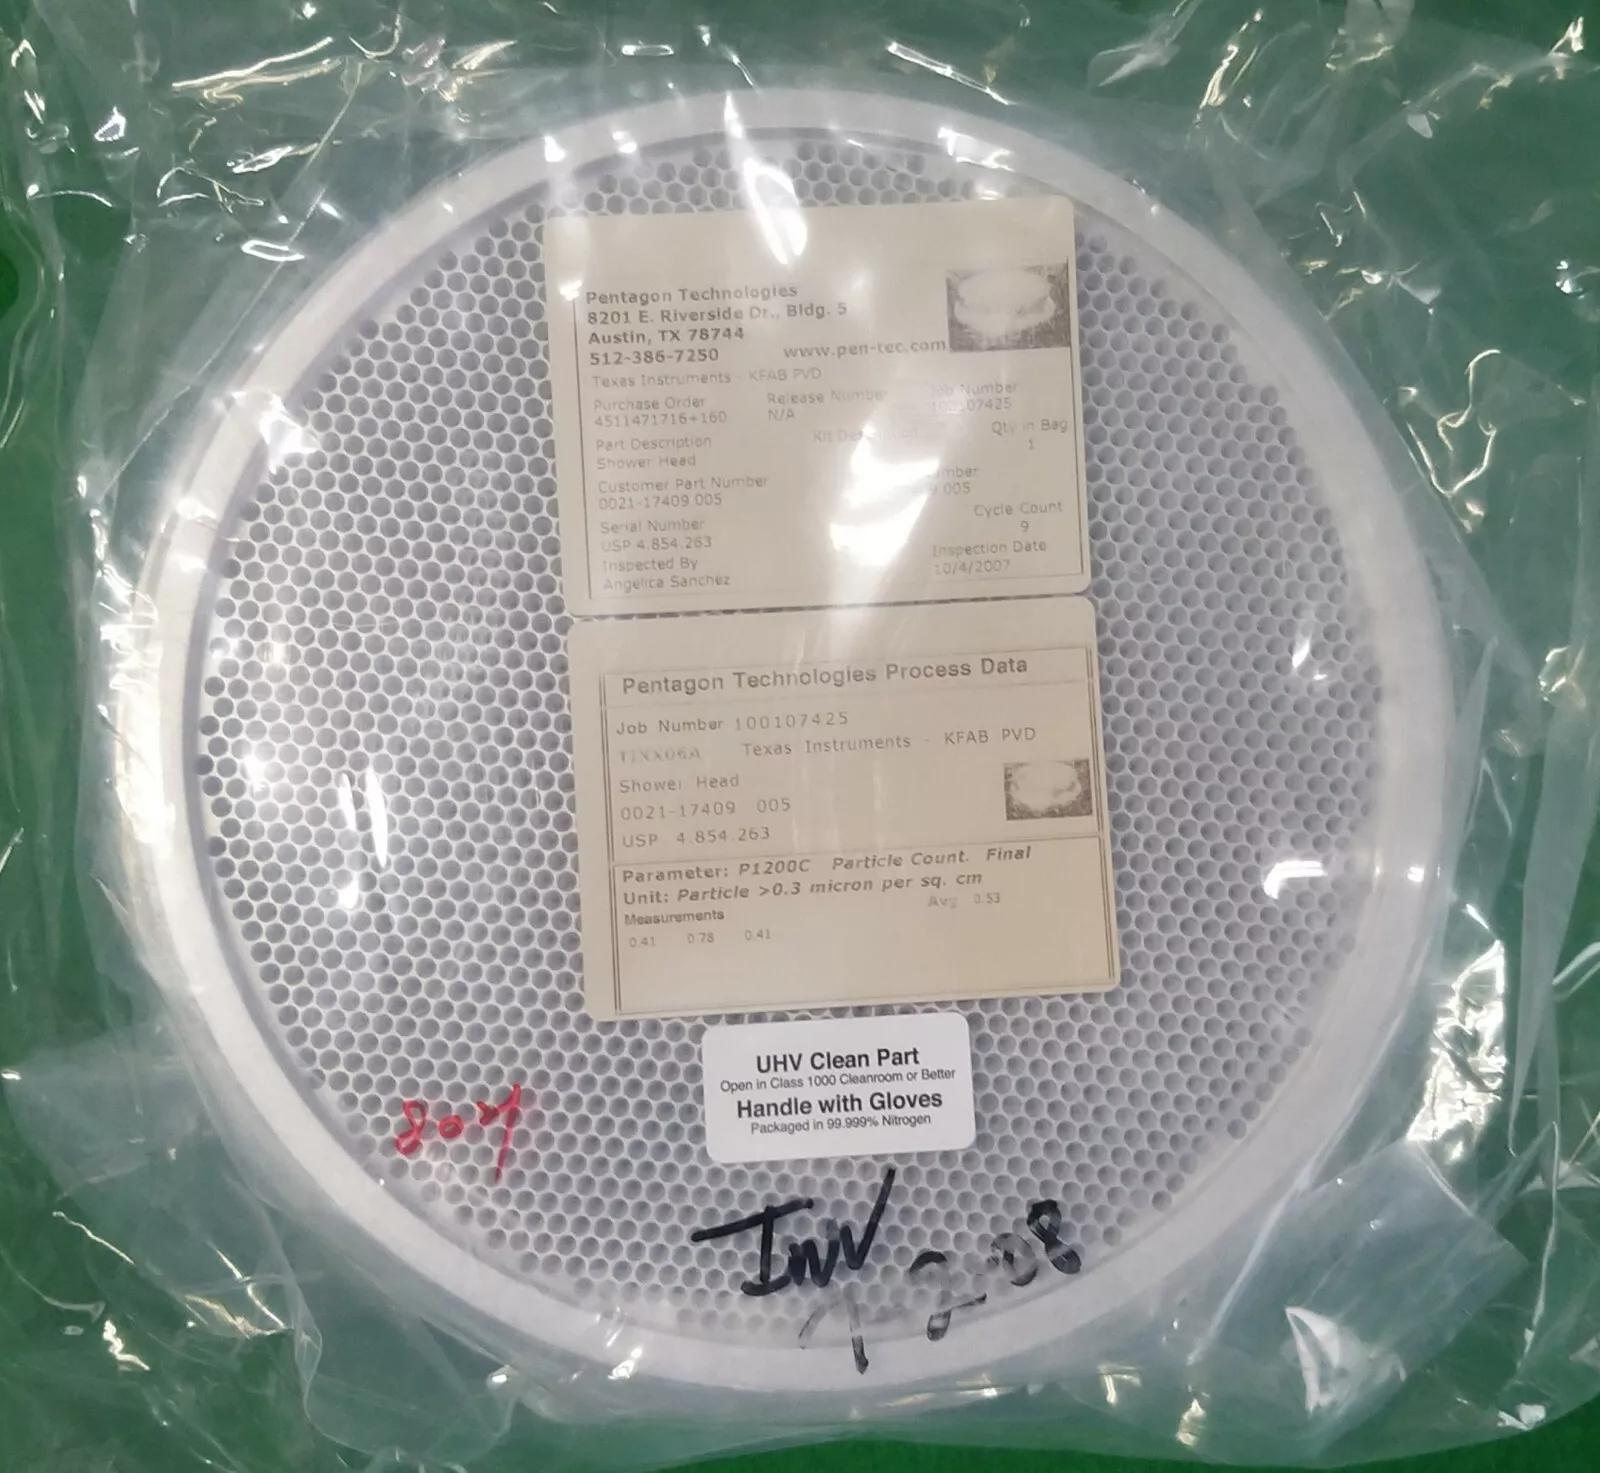 Pentagon Technologies
8201 E. Riverside Dr., Bldg. 5
Austin, TX 78744
512-386-7250 www.pen-tec.com
Texas Instruments - KFAB PVD
Purchase Order Release Number Job Number
4511471716+160 N/A 100107425
Part Description Kit Qty in Bag
Shower Head 1
Customer Part Number
0021-17409 005 005
Serial Number Cycle Count
USP 4.854.263 9
Inspected By Inspection Date
Angelica Sanchez 10/4/2007
Pentagon Technologies Process Data
Job Number 100107425
Texas Instruments - KFAB PVD
Shower Head
0021-17409 005
USP 4.854.263
Parameter: P1200C Particle Count. Final
Unit: Particle >0.3 micron per sq. cm
Measurements Avg 0.53
0.41 0.78 0.41
UHV Clean Part
Open in Class 1000 Cleanroom or Better
Handle with Gloves
Packaged in 99.999% Nitrogen
INV